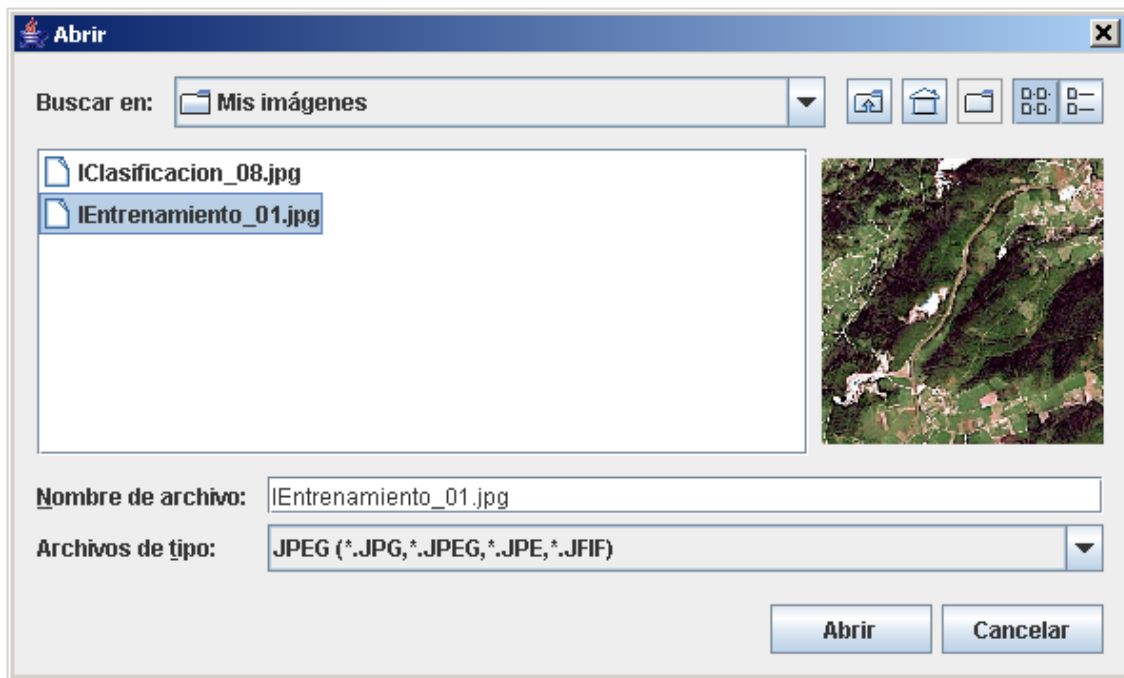 Abrir
Buscar en: Mis imágenes
IClasificacion_08.jpg
IEntrenamiento_01.jpg
Nombre de archivo: IEntrenamiento_01.jpg
Archivos de tipo: JPEG (*.JPG,*.JPEG,*.JPE,*.JFIF)
Abrir Cancelar